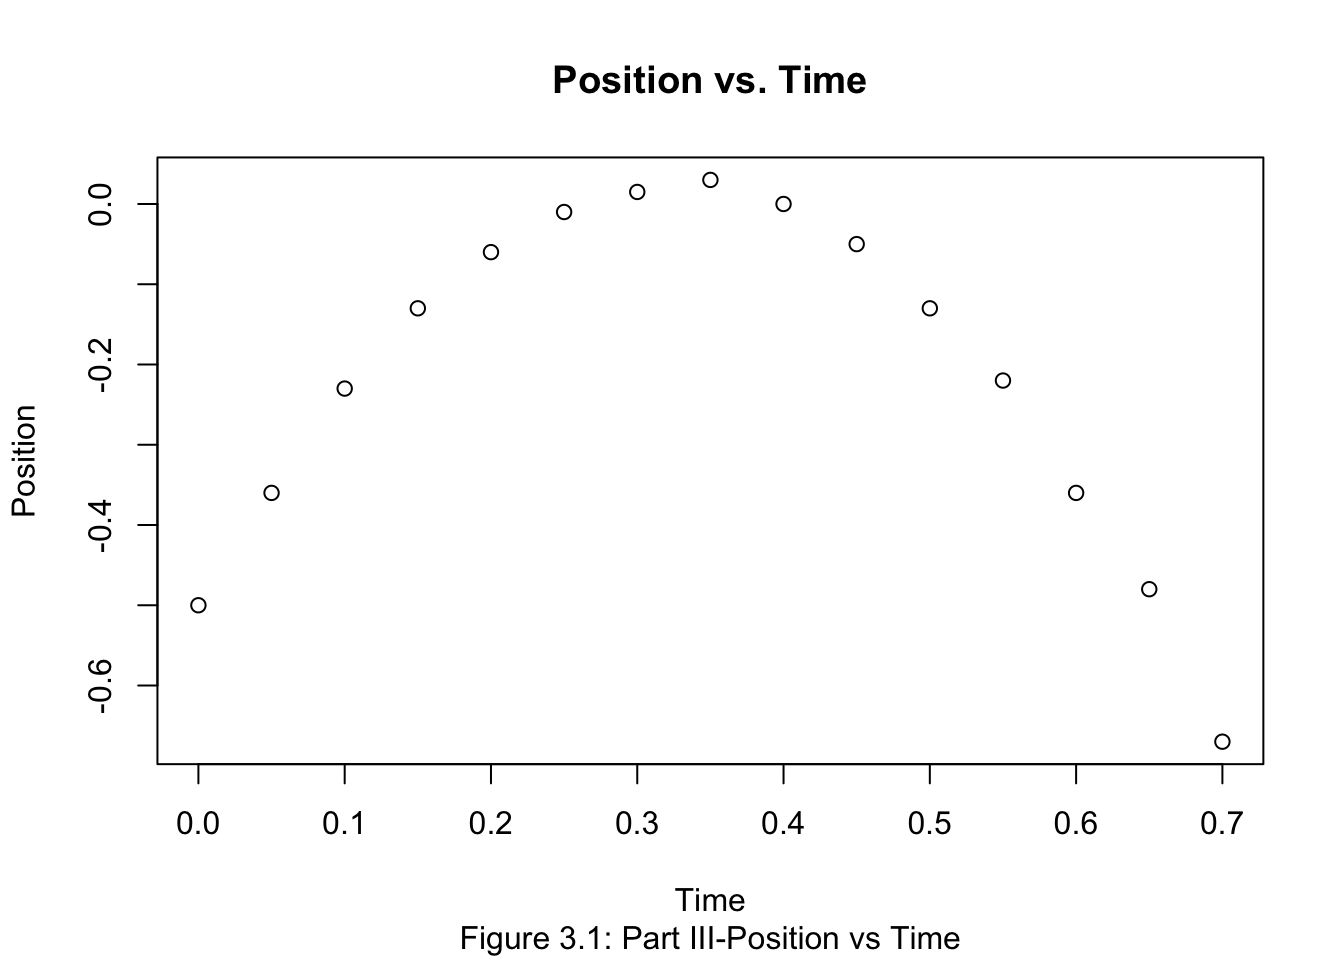 Position vs. Time
Position
0.0
-0.2
-0.4
-0.6
0.0 0.1 0.2 0.3 0.4 0.5 0.6 0.7
Time
Figure 3.1: Part III-Position vs Time